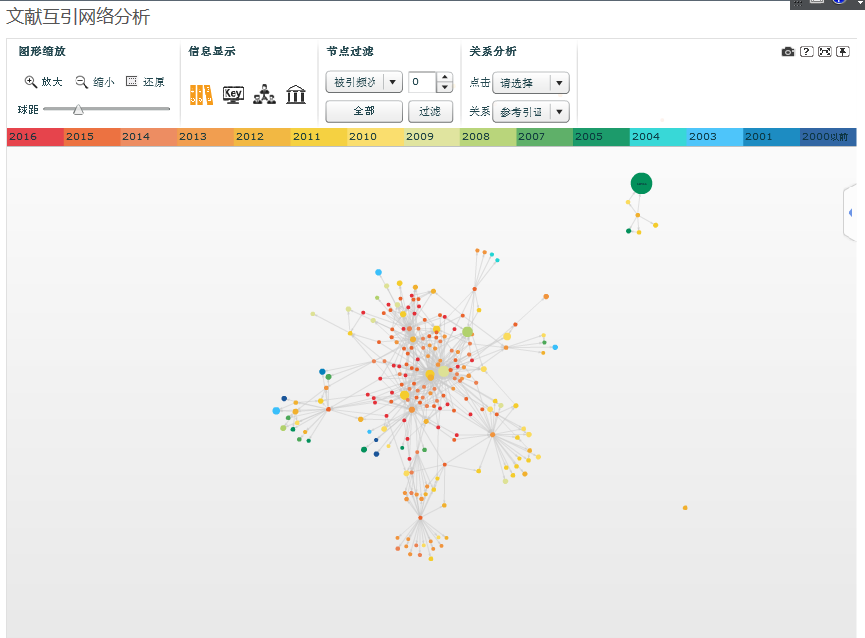 文献互引网络分析
图形缩放 信息显示 节点过滤 关系分析
放大 缩小 还原 Key 被引频次 0 点击 请选择
球距 全部 过滤 关系 参考引证
2016 2015 2014 2013 2012 2011 2010 2009 2008 2007 2005 2004 2003 2001 2000以前